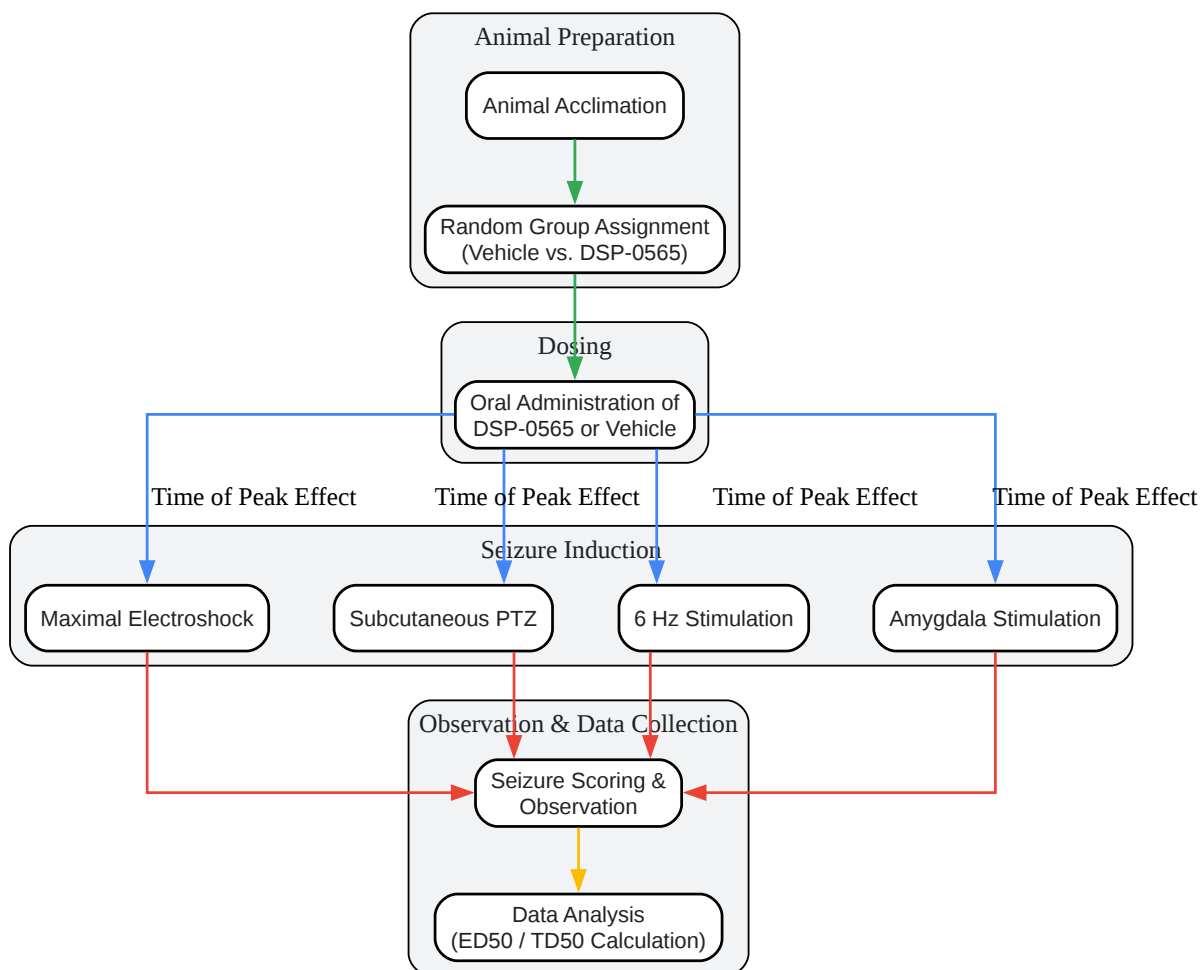 Animal Preparation
Animal Acclimation
Random Group Assignment
(Vehicle vs. DSP-0565)
Dosing
Oral Administration of
DSP-0565 or Vehicle
Time of Peak Effect
Time of Peak Effect
Time of Peak Effect
Time of Peak Effect
Seizure Induction
Maximal Electroshock
Subcutaneous PTZ
6 Hz Stimulation
Amygdala Stimulation
Observation & Data Collection
Seizure Scoring &
Observation
Data Analysis
(ED50 / TD50 Calculation)